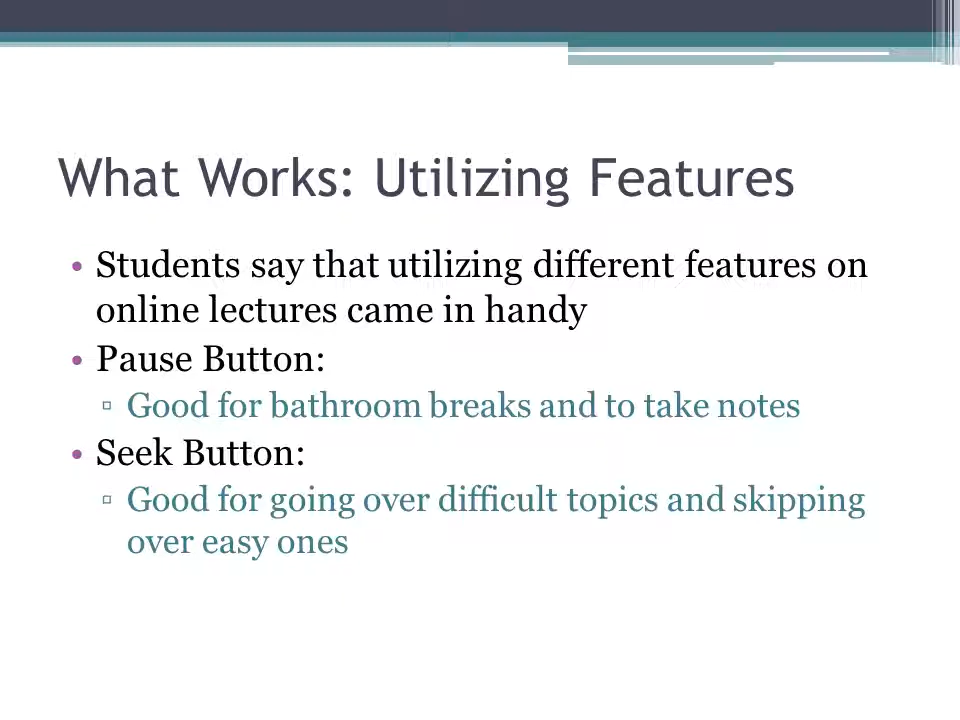 What Works: Utilizing Features
• Students say that utilizing different features on
online lectures came in handy
• Pause Button:
▫ Good for bathroom breaks and to take notes
• Seek Button:
▫ Good for going over difficult topics and skipping
over easy ones